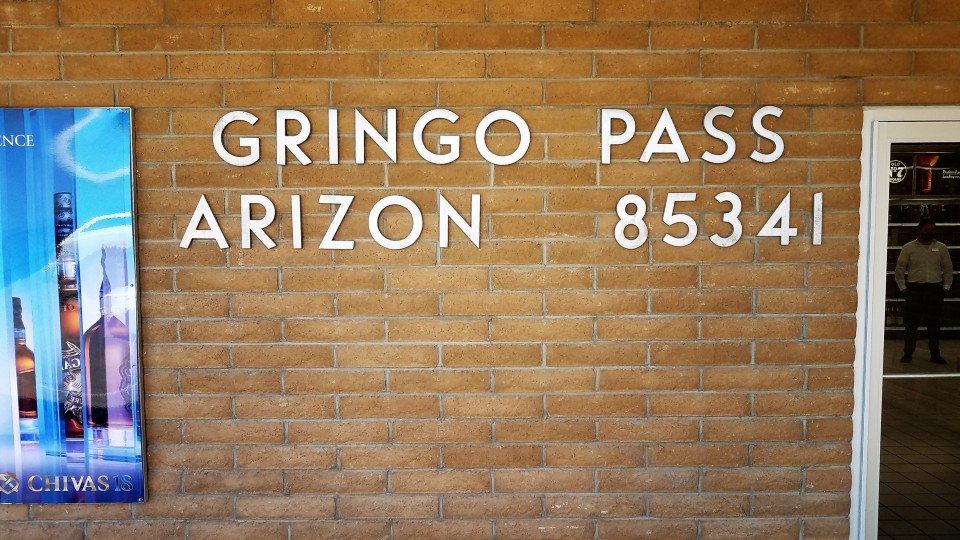 ENCE
GRINGO PASS
ARIZON 85341
CHIVAS 18